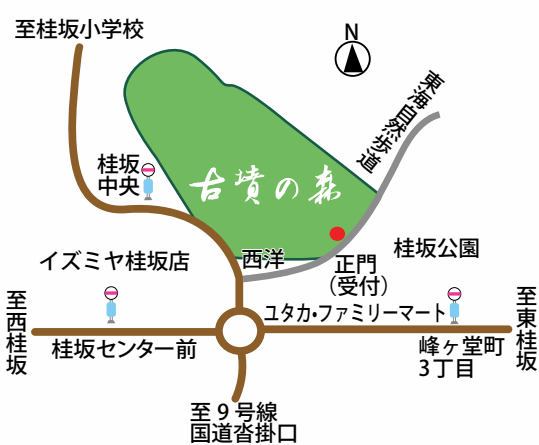 至桂坂小学校
N
東海自然歩道
桂坂
中央
古墳の森
西洋
正門
（受付）
桂坂公園
イズミヤ桂坂店
至西桂坂
桂坂センター前
ユタカ・ファミリーマート
至東桂坂
峰ヶ堂町
3丁目
至９号線
国道沓掛口